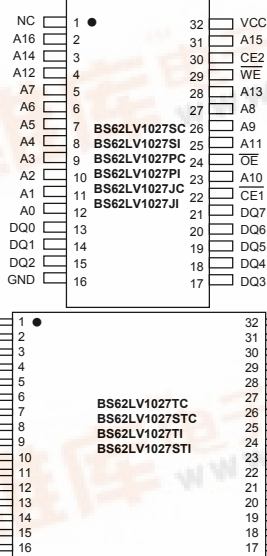 NC 1 32 VCC
A16 2 31 A15
A14 3 30 CE2
A12 4 29 WE
A7 5 28 A13
A6 6 27 A8
A5 7 BS62LV1027SC 26 A9
A4 8 BS62LV1027SI 25 A11
A3 9 BS62LV1027PC 24 OE
A2 10 BS62LV1027PI 23 A10
A1 11 BS62LV1027JC 22 CE1
A0 12 BS62LV1027JI 21 DQ7
DQ0 13 20 DQ6
DQ1 14 19 DQ5
DQ2 15 18 DQ4
GND 16 17 DQ3
1 32
2 31
3 30
4 29
5 28
6 BS62LV1027TC 27
7 BS62LV1027STC 26
8 BS62LV1027TI 25
9 BS62LV1027STI 24
10 23
11 22
12 21
13 20
14 19
15 18
16 17